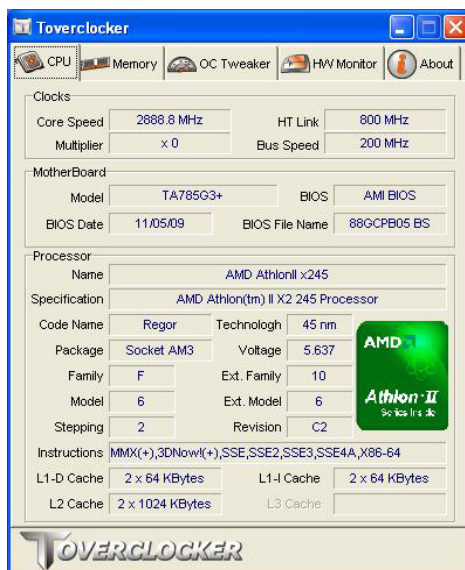 Toverclocker
CPU Memory OC Tweaker HW Monitor About
Clocks
Core Speed 2888.8 MHz HT Link 800 MHz
Multiplier x 0 Bus Speed 200 MHz
MotherBoard
Model TA785G3+ BIOS AMI BIOS
BIOS Date 11/05/09 BIOS File Name 88GCPB05 BS
Processor
Name AMD AthlonII x245
Specification AMD Athlon(tm) II X2 245 Processor
Code Name Regor Technologh 45 nm
Package Socket AM3 Voltage 5.637
Family F Ext. Family 10
Model 6 Ext. Model 6
Stepping 2 Revision C2
AMD
Athlon II
Series Inside
Instructions MMX(+),3DNow!(+),SSE,SSE2,SSE3,SSE4A,X86-64
L1-D Cache 2 x 64 KBytes L1-I Cache 2 x 64 KBytes
L2 Cache 2 x 1024 KBytes L3 Cache
TOVERCLOCKER